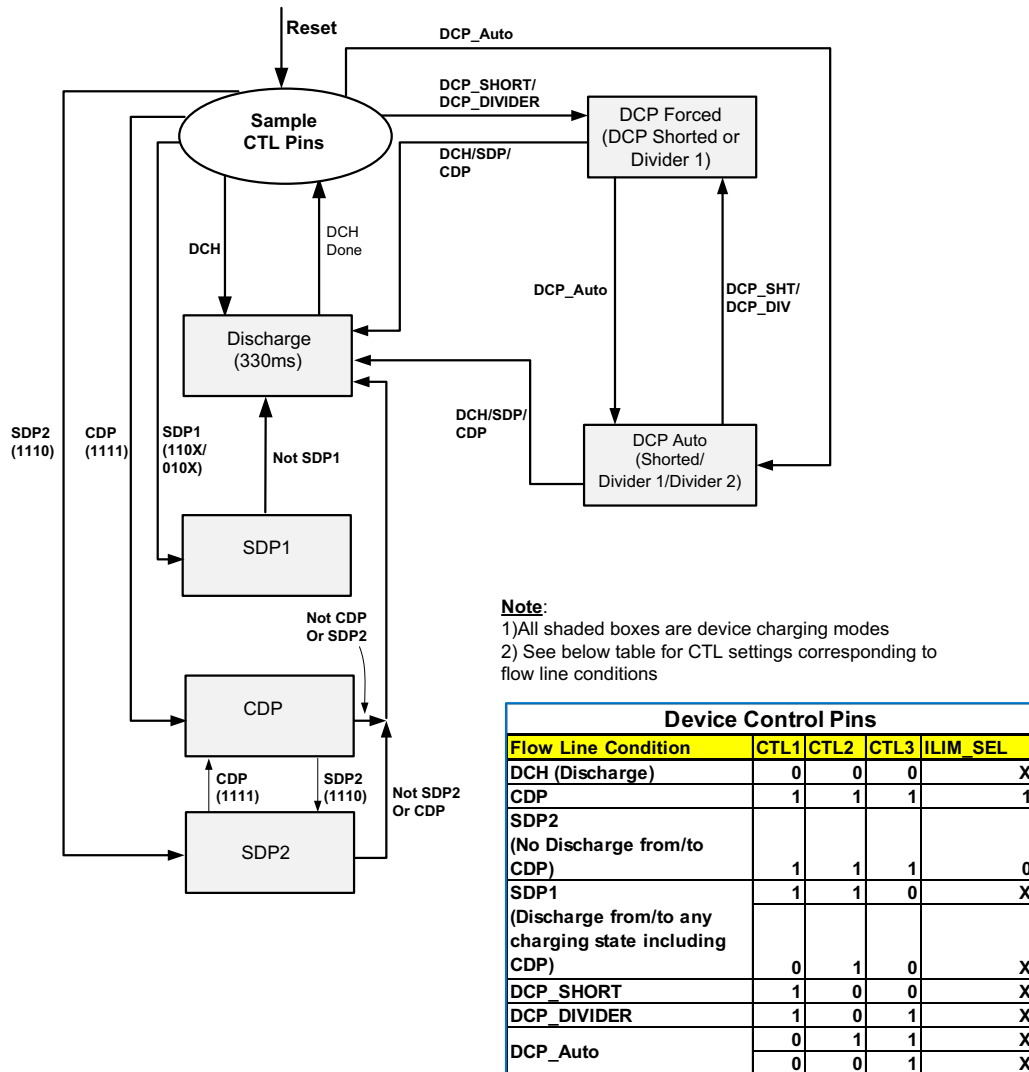 Reset
DCP_Auto
Sample
CTL Pins
DCP_SHORT/
DCP_DIVIDER
DCP Forced
(DCP Shorted or
Divider 1)
DCH/SDP/
CDP
DCH
DCH
Done
DCP_Auto
DCP_SHT/
DCP_DIV
Discharge
(330ms)
SDP2
(1110)
CDP
(1111)
SDP1
(110X/
010X)
Not SDP1
DCH/SDP/
CDP
DCP Auto
(Shorted/
Divider 1/Divider 2)
SDP1
Not CDP
Or SDP2
CDP
CDP
(1111)
SDP2
(1110)
Not SDP2
Or CDP
SDP2
Note:
1)All shaded boxes are device charging modes
2) See below table for CTL settings corresponding to
flow line conditions
Device Control Pins
Flow Line Condition CTL1 CTL2 CTL3 ILIM_SEL
DCH (Discharge) 0 0 0 X
CDP 1 1 1 1
SDP2
(No Discharge from/to
CDP) 1 1 1 0
SDP1 1 1 0 X
(Discharge from/to any
charging state including
CDP) 0 1 0 X
DCP_SHORT 1 0 0 X
DCP_DIVIDER 1 0 1 X
DCP_Auto 0 1 1 X
0 0 1 X